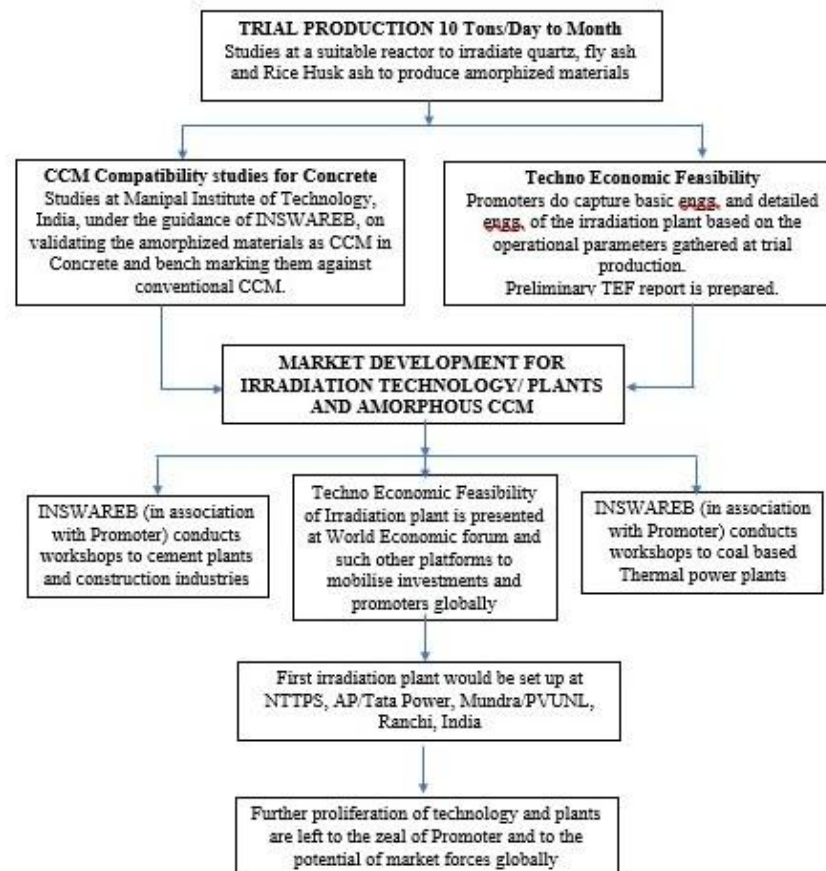 TRIAL PRODUCTION 10 Tons/Day to Month
Studies at a suitable reactor to irradiate quartz, fly ash
and Rice Husk ash to produce amorphized materials
CCM Compatibility studies for Concrete
Studies at Manipal Institute of Technology,
India, under the guidance of INSWAREB, on
validating the amorphized materials as CCM in
Concrete and bench marking them against
conventional CCM.
Techno Economic Feasibility
Promoters do capture basic engg. and detailed
engg. of the irradiation plant based on the
operational parameters gathered at trial
production.
Preliminary TEF report is prepared.
MARKET DEVELOPMENT FOR
IRRADIATION TECHNOLOGY/ PLANTS
AND AMORPHOUS CCM
INSWAREB (in association
with Promoter) conducts
workshops to cement plants
and construction industries
Techno Economic Feasibility
of Irradiation plant is presented
at World Economic forum and
such other platforms to
mobilise investments and
promoters globally
INSWAREB (in association
with Promoter) conducts
workshops to coal based
Thermal power plants
First irradiation plant would be set up at
NTTPS, AP/Tata Power, Mundra/PVUNL,
Ranchi, India
Further proliferation of technology and plants
are left to the zeal of Promoter and to the
potential of market forces globally